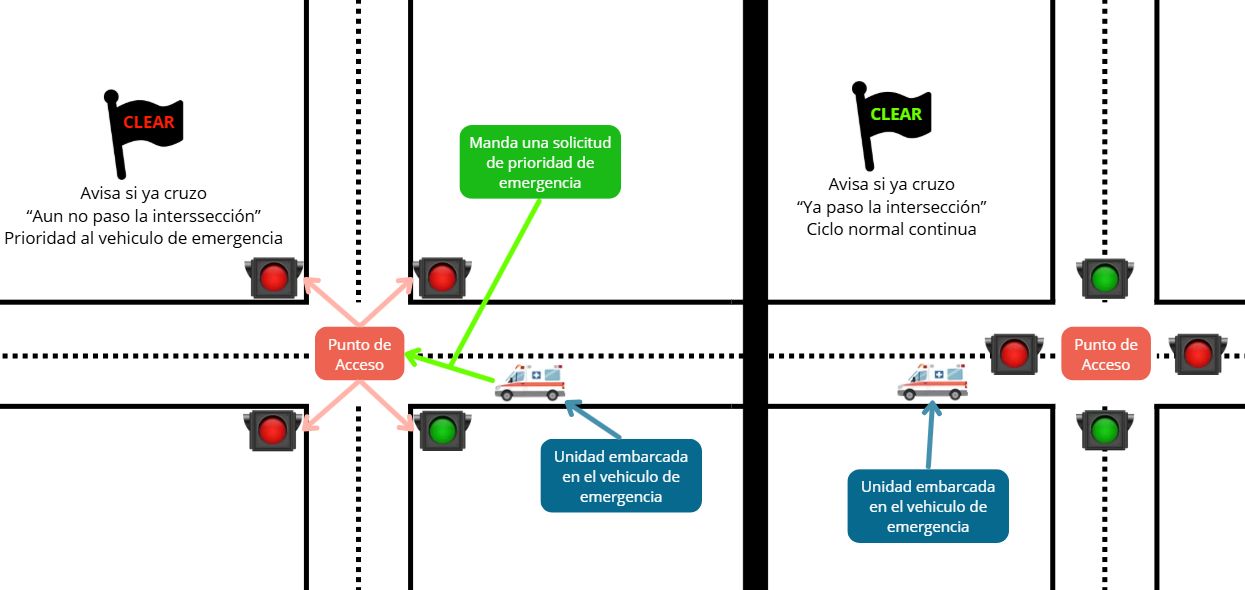 CLEAR
Avisa si ya cruzo
“Aun no paso la interssección”
Prioridad al vehiculo de emergencia
Manda una solicitud
de prioridad de
emergencia
Punto de
Acceso
Unidad embarcada
en el vehiculo de
emergencia
CLEAR
Avisa si ya cruzo
“Ya paso la intersección”
Ciclo normal continua
Punto de
Acceso
Unidad embarcada
en el vehiculo de
emergencia